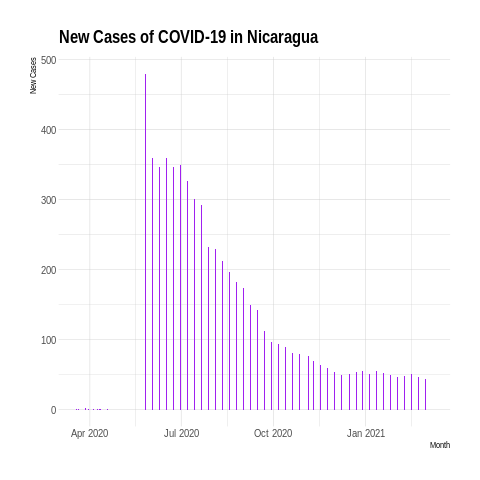 New Cases of COVID-19 in Nicaragua
New Cases
500
400
300
200
100
0
Apr 2020
Jul 2020
Oct 2020
Jan 2021
Month